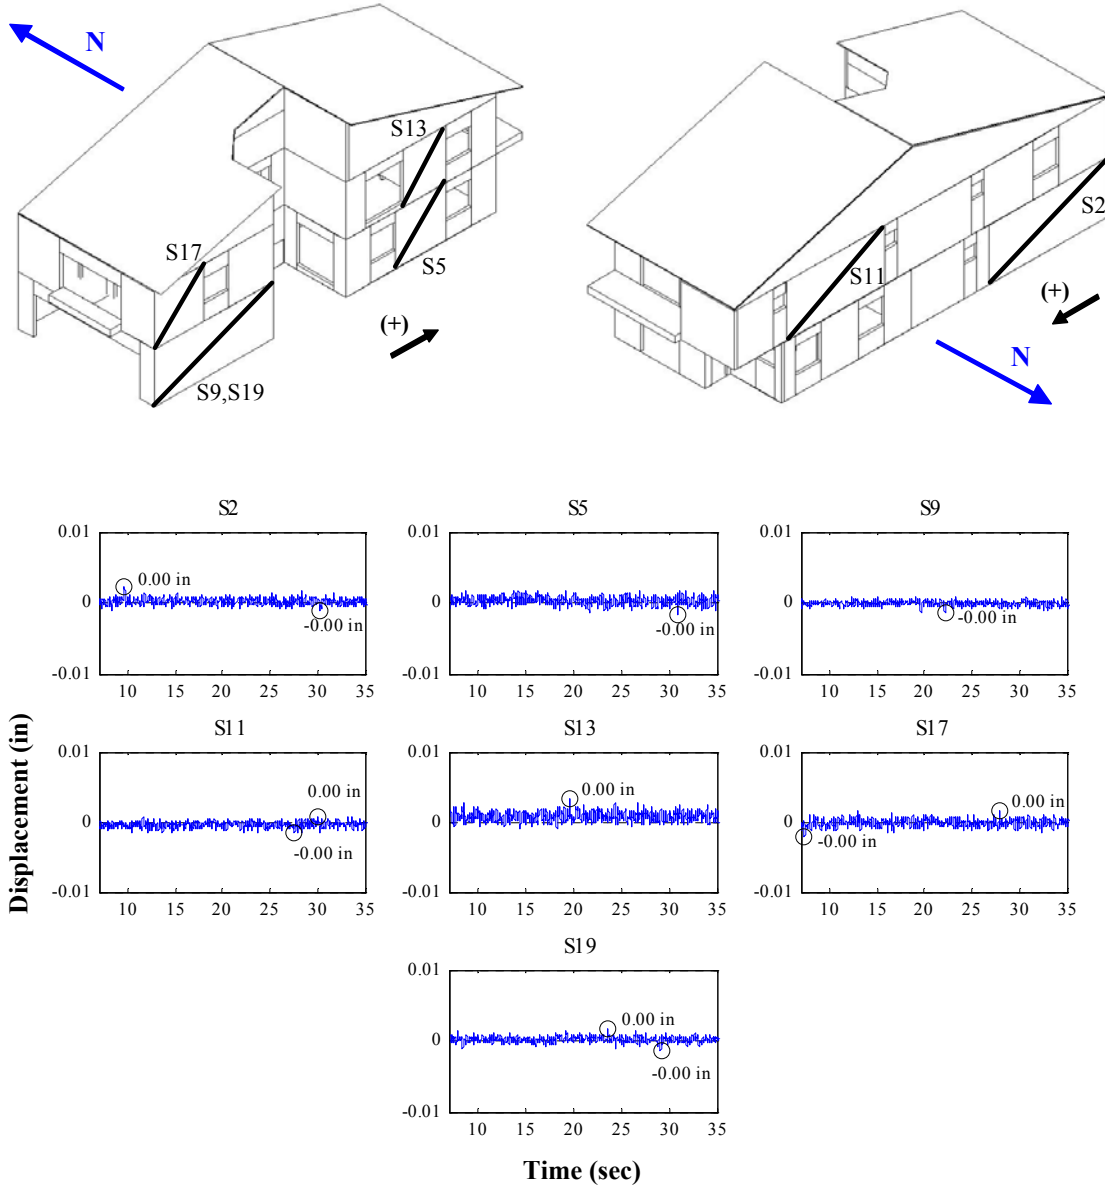 N
S13
S17
S5
(+)
S9,S19
S2
S11
(+)
N
S2
0.01
0
-0.01
0.00 in
-0.00 in
10 15 20 25 30 35
S5
0.01
0
-0.01
-0.00 in
10 15 20 25 30 35
S9
0.01
0
-0.01
-0.00 in
10 15 20 25 30 35
Displacement (in)
S11
0.01
0
-0.01
0.00 in
-0.00 in
10 15 20 25 30 35
S13
0.01
0
-0.01
0.00 in
10 15 20 25 30 35
S17
0.01
0
-0.01
0.00 in
-0.00 in
10 15 20 25 30 35
S19
0.01
0
-0.01
0.00 in
-0.00 in
10 15 20 25 30 35
Time (sec)